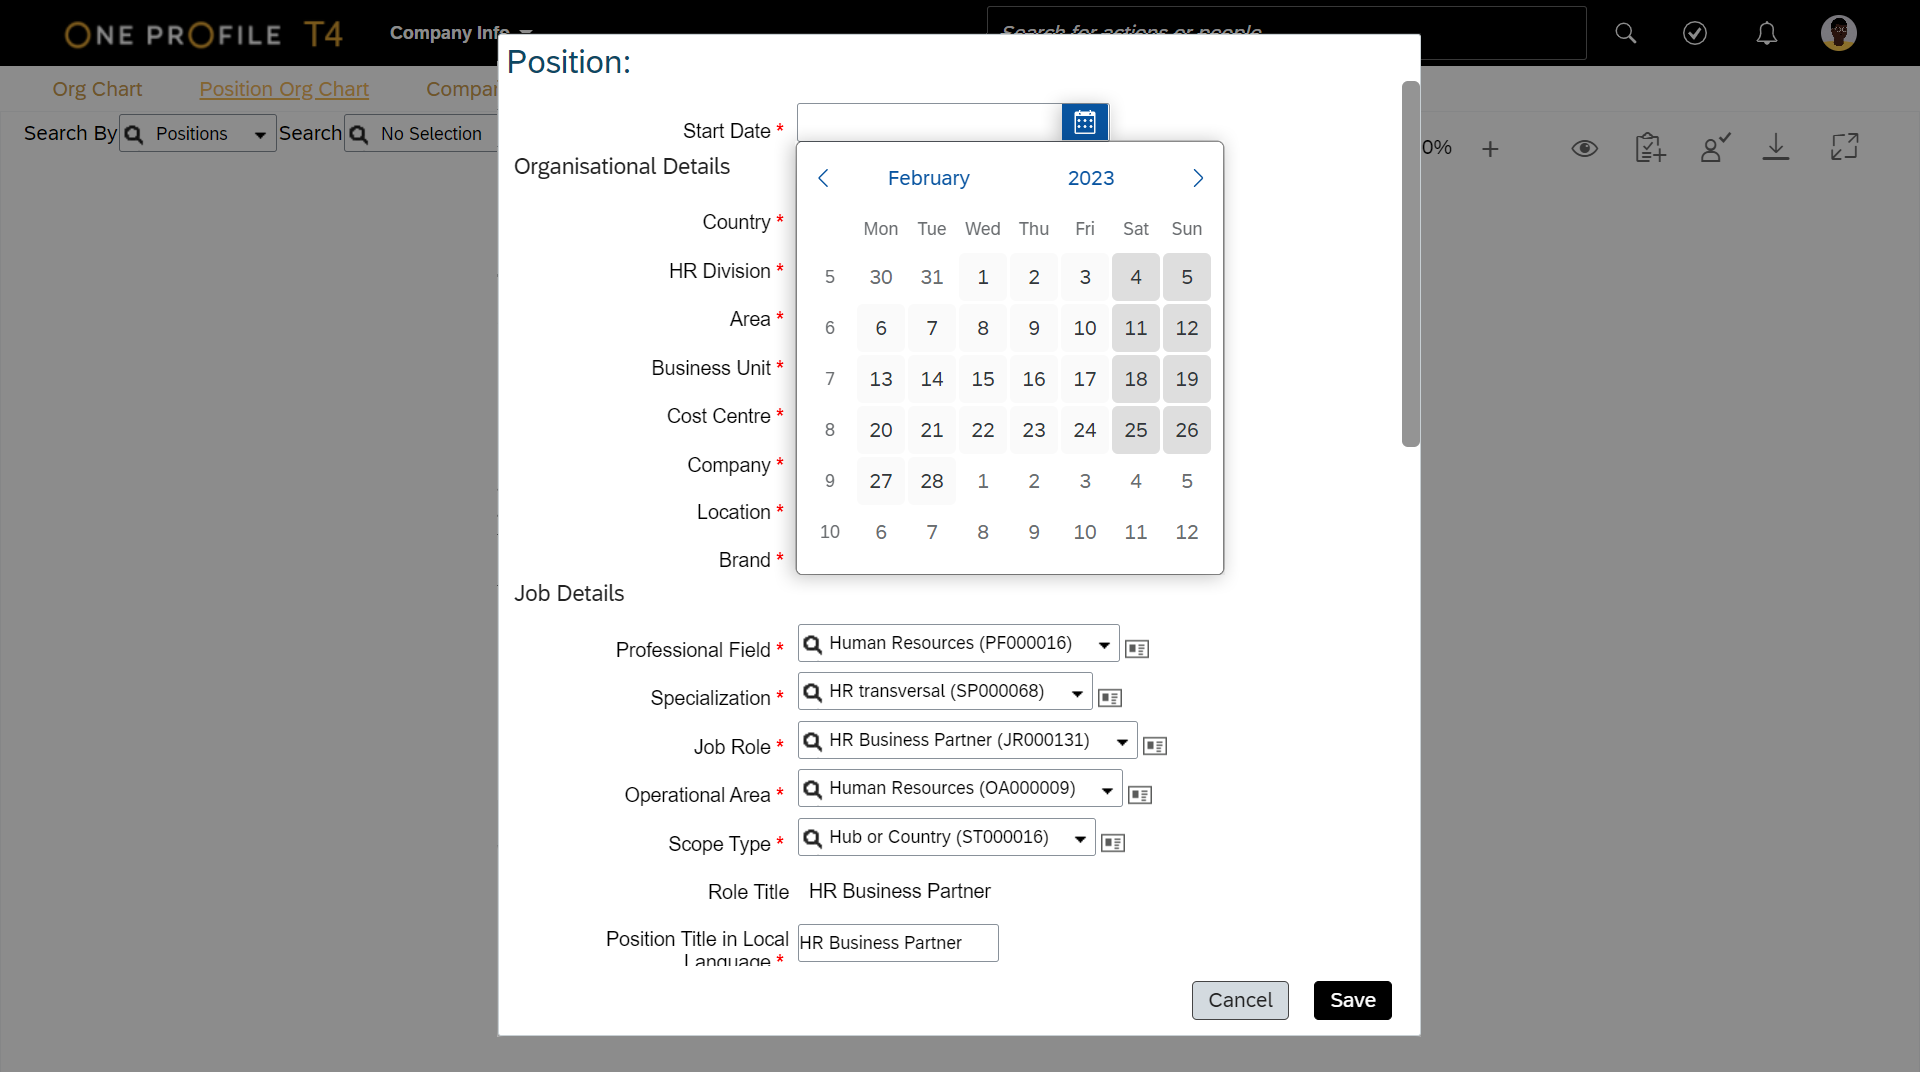 ONE PROFILE T4
Company Info
Search for actions or people
Org Chart
Position Org Chart
Compan
Search By
Positions
Search
No Selection
0%
Position:
Start Date *
Organisational Details
Country *
HR Division *
Area *
Business Unit *
Cost Centre *
Company *
Location *
Brand *
February 2023
Mon Tue Wed Thu Fri Sat Sun
5 30 31 1 2 3 4 5
6 6 7 8 9 10 11 12
7 13 14 15 16 17 18 19
8 20 21 22 23 24 25 26
9 27 28 1 2 3 4 5
10 6 7 8 9 10 11 12
Job Details
Professional Field * Human Resources (PF000016)
Specialization * HR transversal (SP000068)
Job Role * HR Business Partner (JR000131)
Operational Area * Human Resources (OA000009)
Scope Type * Hub or Country (ST000016)
Role Title HR Business Partner
Position Title in Local
Language * HR Business Partner
Cancel
Save